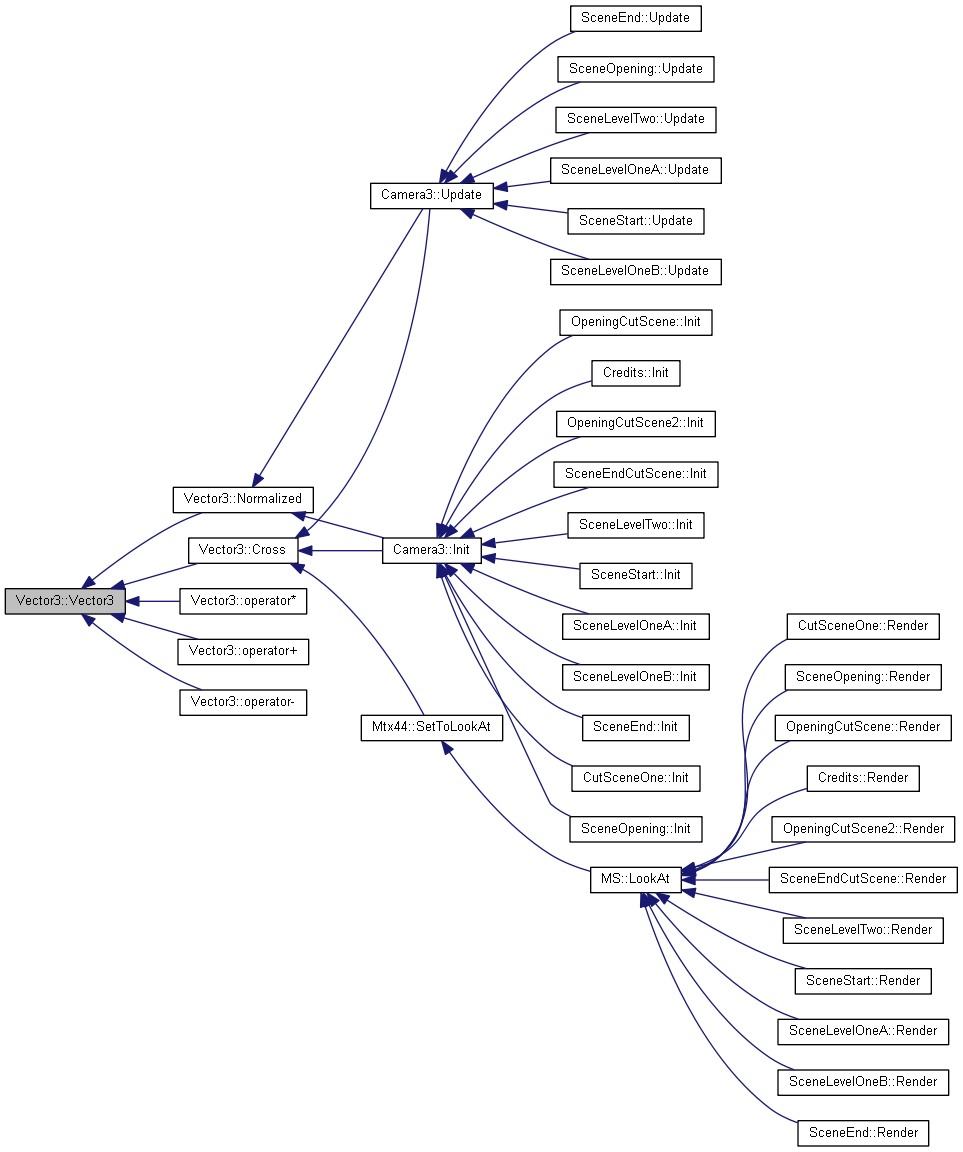 SceneEnd::Update
SceneOpening::Update
SceneLevelTwo::Update
SceneLevelOneA::Update
Camera3::Update
SceneStart::Update
SceneLevelOneB::Update
OpeningCutScene::Init
Credits::Init
OpeningCutScene2::Init
SceneEndCutScene::Init
Vector3::Normalized
SceneLevelTwo::Init
Vector3::Cross
Camera3::Init
SceneStart::Init
Vector3::Vector3
Vector3::operator*
SceneLevelOneA::Init
CutSceneOne::Render
Vector3::operator+
SceneLevelOneB::Init
SceneOpening::Render
Vector3::operator-
Mtx44::SetToLookAt
SceneEnd::Init
OpeningCutScene::Render
CutSceneOne::Init
Credits::Render
SceneOpening::Init
OpeningCutScene2::Render
MS::LookAt
SceneEndCutScene::Render
SceneLevelTwo::Render
SceneStart::Render
SceneLevelOneA::Render
SceneLevelOneB::Render
SceneEnd::Render